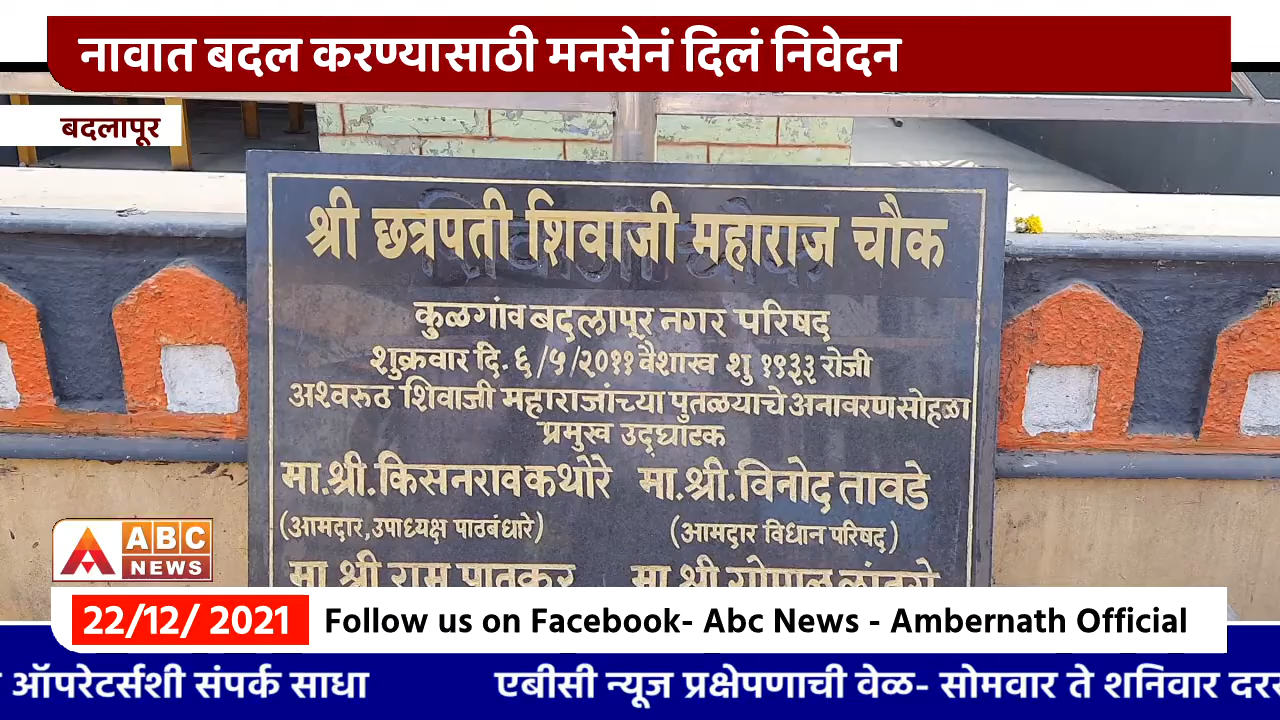 नावात बदल करण्यासाठी मनसेनं दिलं निवेदन
बदलापूर
श्री छत्रपती शिवाजी महाराज चौक
कुळगांव बदलापूर नगर परिषद
शुक्रवार दि. ६/५/२०११ वैशाख शु १९३३ रोजी
अश्वरुठ शिवाजी महाराजांच्या पुतळयाचे अनावरण सोहळा
प्रमुख उद्घाटक
मा.श्री.किसनराव कथोरे मा.श्री.विनोद तावडे
(आमदार,उपाध्यक्ष पाठबंधारे) (आमदार विधान परिषद)
मा श्री राम पातकर मा श्री गोपाळ
ABC
NEWS
22/12/ 2021 Follow us on Facebook- Abc News - Ambernath Official
ऑपरेटर्सशी संपर्क साधा एबीसी न्यूज प्रक्षेपणाची वेळ- सोमवार ते शनिवार